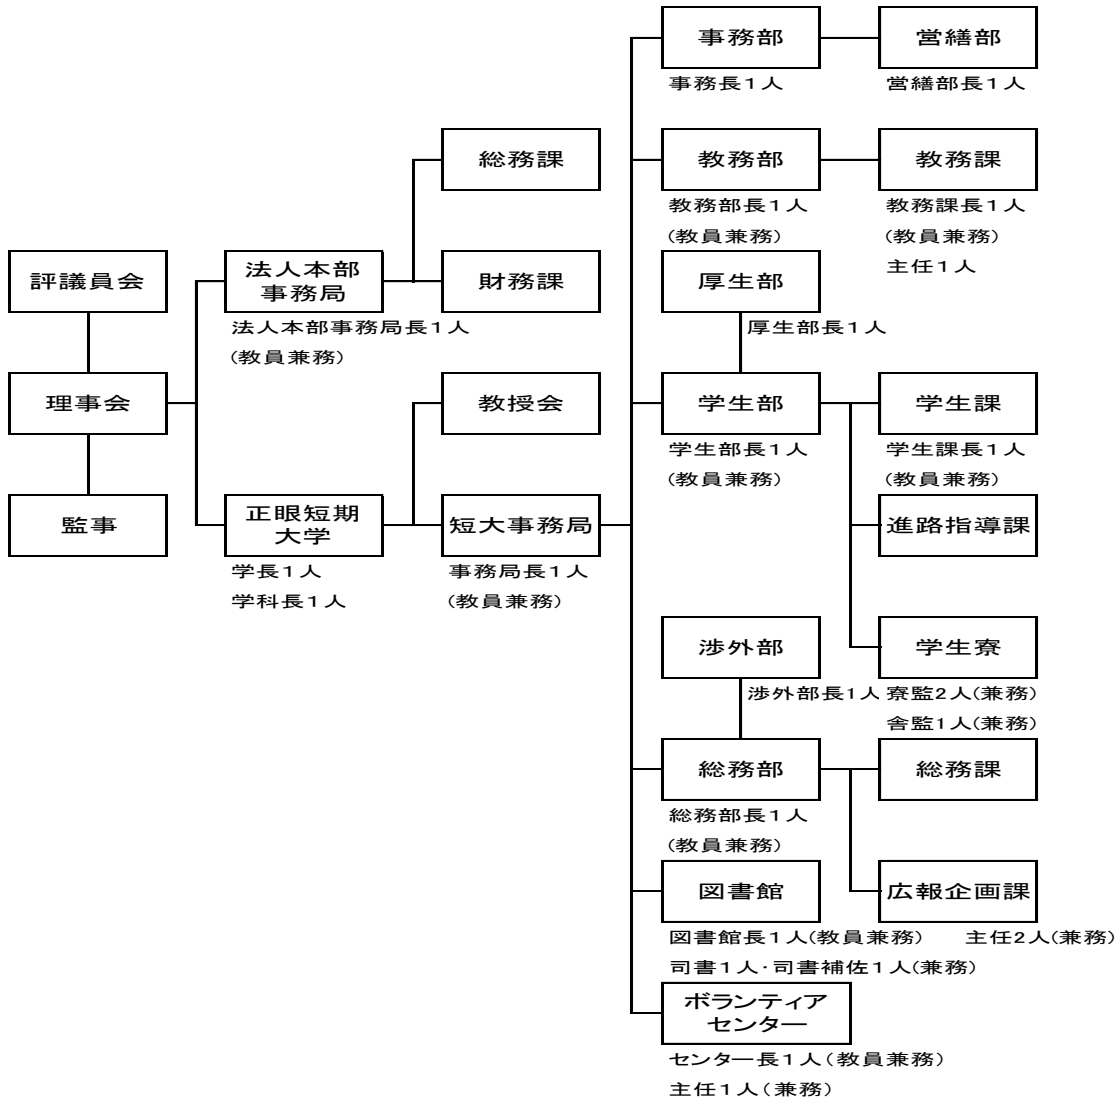 事務部
営繕部
事務長1人
営繕部長1人
総務課
教務部
教務課
教務部長1人
(教員兼務)
教務課長1人
(教員兼務)
主任1人
評議員会
法人本部
事務局
財務課
厚生部
法人本部事務局長1人
(教員兼務)
厚生部長1人
理事会
教授会
学生部
学生課
学生部長1人
(教員兼務)
学生課長1人
(教員兼務)
監事
正眼短期
大学
短大事務局
進路指導課
学長1人
学科長1人
事務局長1人
(教員兼務)
渉外部
学生寮
渉外部長1人
寮監2人(兼務)
舎監1人(兼務)
総務部
総務課
総務部長1人
(教員兼務)
図書館
広報企画課
図書館長1人(教員兼務)
主任2人(兼務)
司書1人・司書補佐1人(兼務)
ボランティア
センター
センター長1人(教員兼務)
主任1人(兼務)